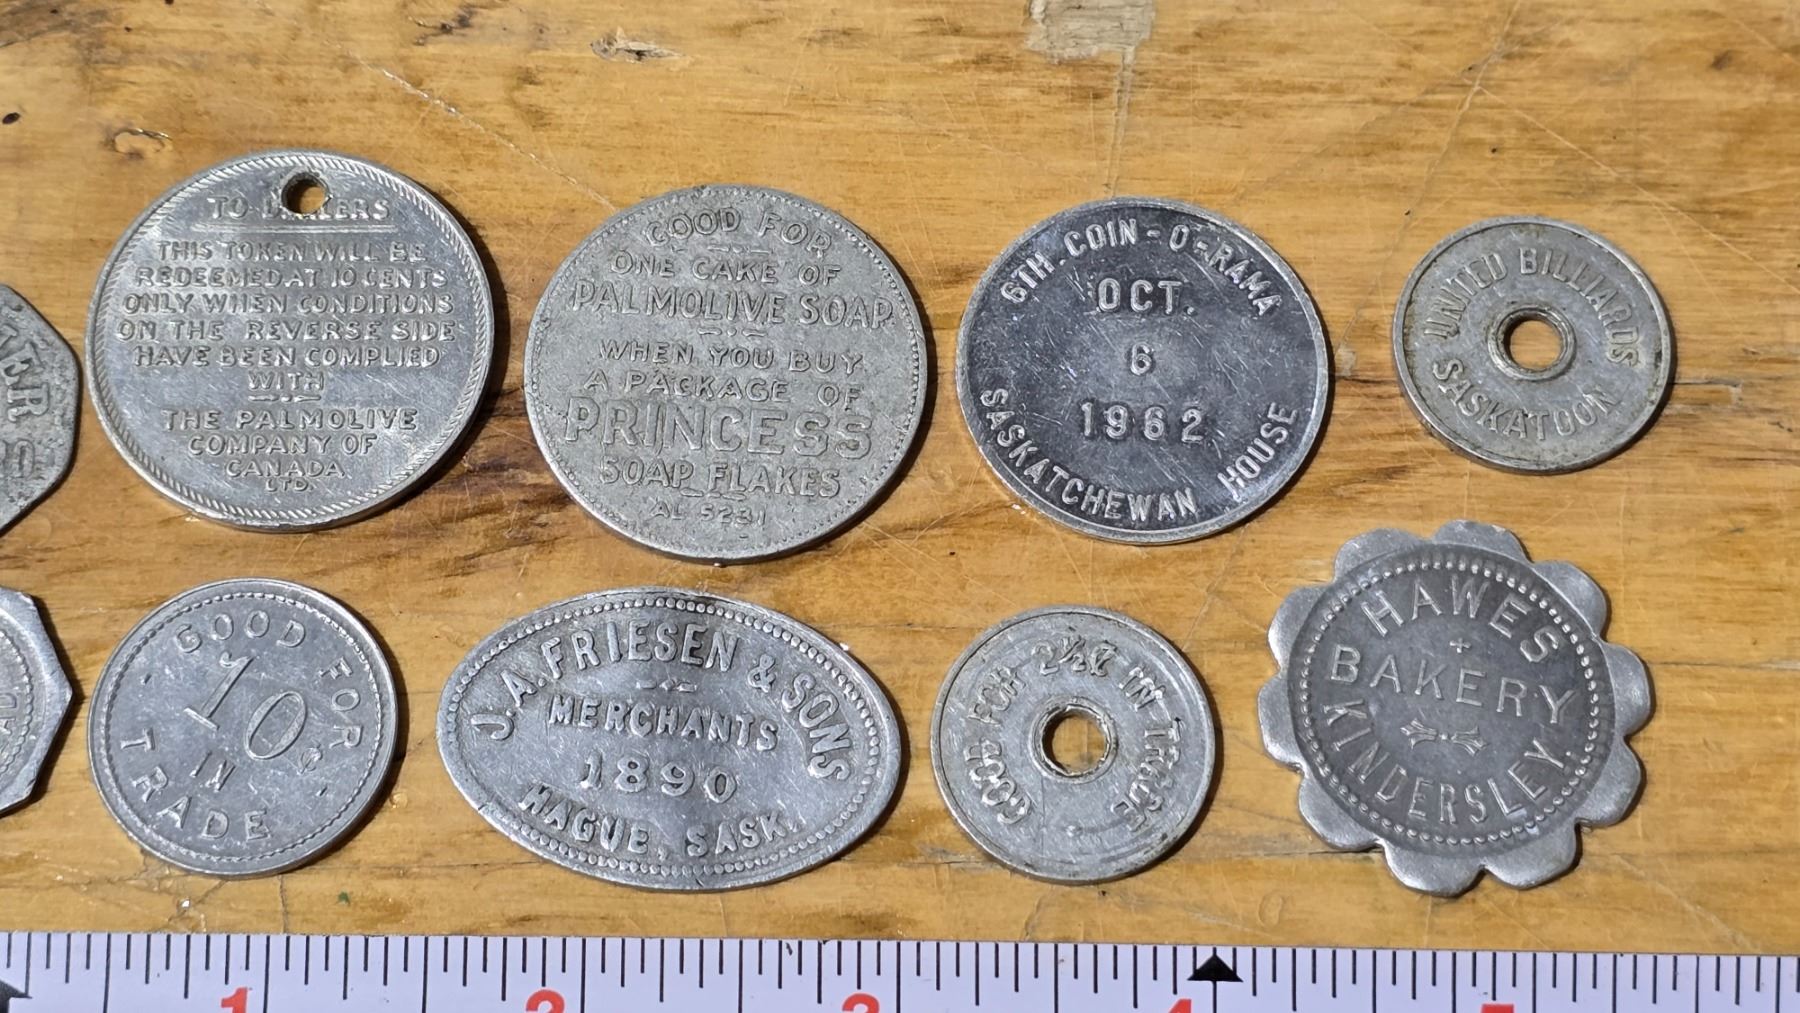 TO DEALERS
THIS TOKEN WILL BE
REDEEMED AT 10 CENTS
ONLY WHEN CONDITIONS
ON THE REVERSE SIDE
HAVE BEEN COMPLIED
WITH
THE PALMOLIVE
COMPANY OF
CANADA
LTD.
GOOD FOR
ONE CAKE OF
PALMOLIVE SOAP
WHEN YOU BUY
A PACKAGE OF
PRINCESS
SOAP FLAKES
AL 5231
6TH. COIN-O-RAMA
OCT.
6
1962
SASKATCHEWAN HOUSE
UNITED BILLIARDS
SASKATOON
GOOD FOR
10¢
IN
TRADE
J. A. FRIESEN & SONS
MERCHANTS
1890
HAGUE, SASK.
GOOD FOR 2½¢ IN TRADE
HAWES
BAKERY
KINDERSLEY.
1 2 3 4 5